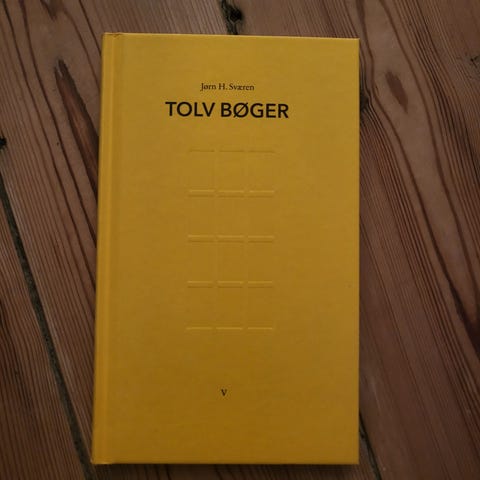 Jørn H. Sværen
TOLV BØGER
V